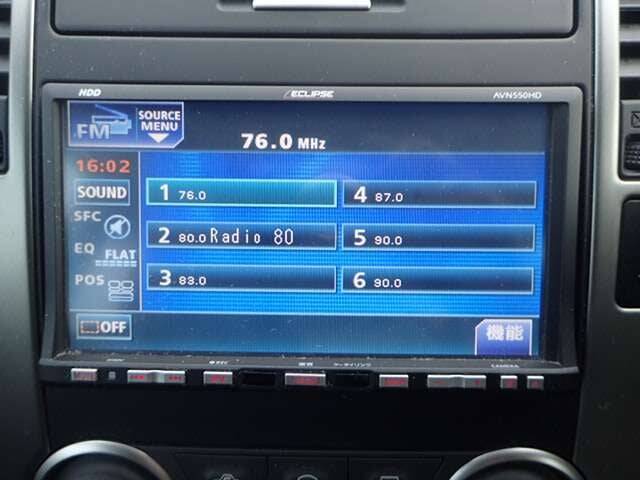 HDD ECLIPSE AVN550HD
FM SOURCE MENU
76.0 MHz
16:02
SOUND
SFC
EQ FLAT
POS
OFF
1 76.0
2 80.0 Radio 80
3 83.0
4 87.0
5 90.0
6 90.0
機能